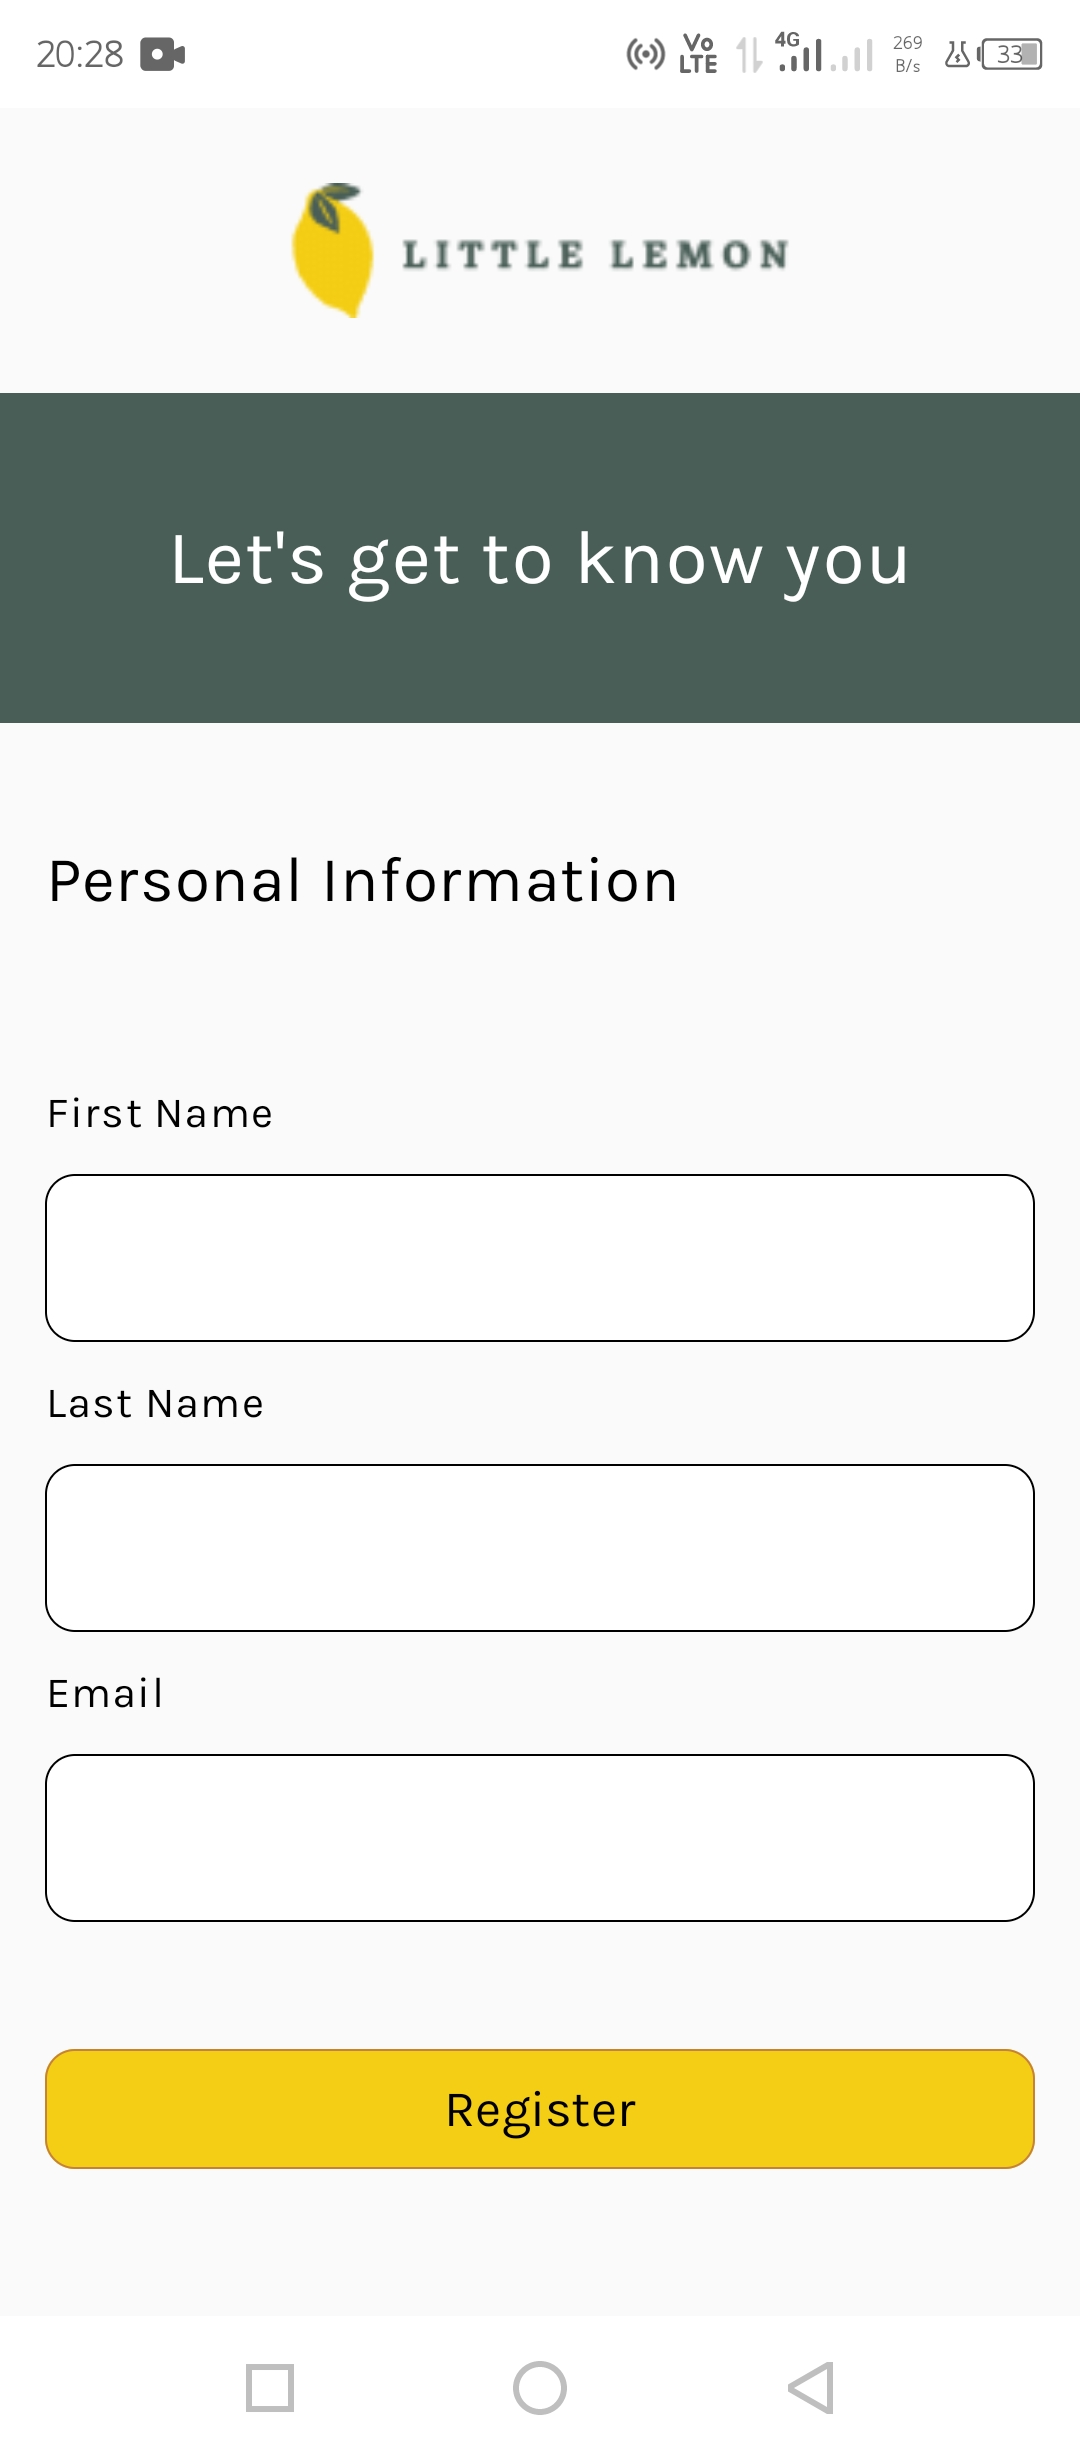 20:28
Vo
LTE
4G
269
B/s
33
LITTLE LEMON
Let's get to know you
Personal Information
First Name
Last Name
Email
Register